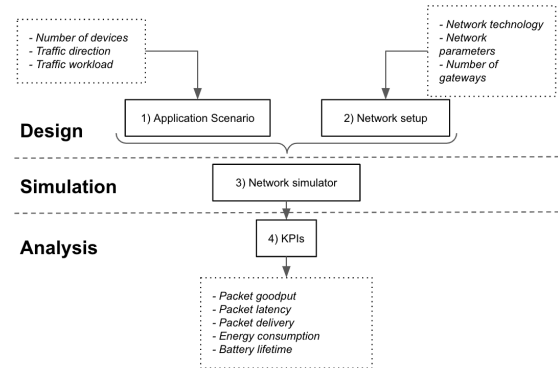 - Number of devices
- Traffic direction
- Traffic workload
- Network technology
- Network
parameters
- Number of
gateways
1) Application Scenario
2) Network setup
Design
3) Network simulator
Simulation
4) KPIs
Analysis
- Packet goodput
- Packet latency
- Packet delivery
- Energy consumption
- Battery lifetime